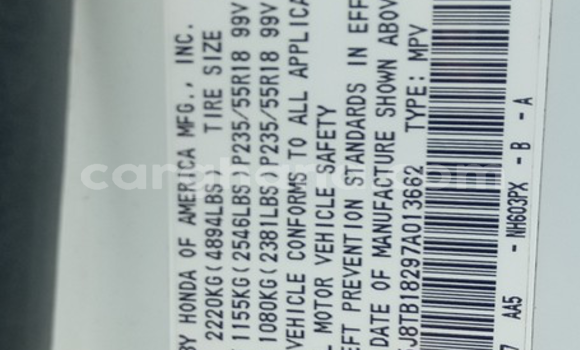 BY HONDA OF AMERICA MFG., INC.
2220KG(4894LBS) TIRE SIZE
1155KG(2546LBS) P235/55R18 99V
1080KG(2381LBS) P235/55R18 99V
VEHICLE CONFORMS TO ALL APPLICA
L MOTOR VEHICLE SAFETY
EFT PREVENTION STANDARDS IN EFF
DATE OF MANUFACTURE SHOWN ABOV
J8TB18297A013662 TYPE: MPV
7 AA5 - NH603PX - B - A